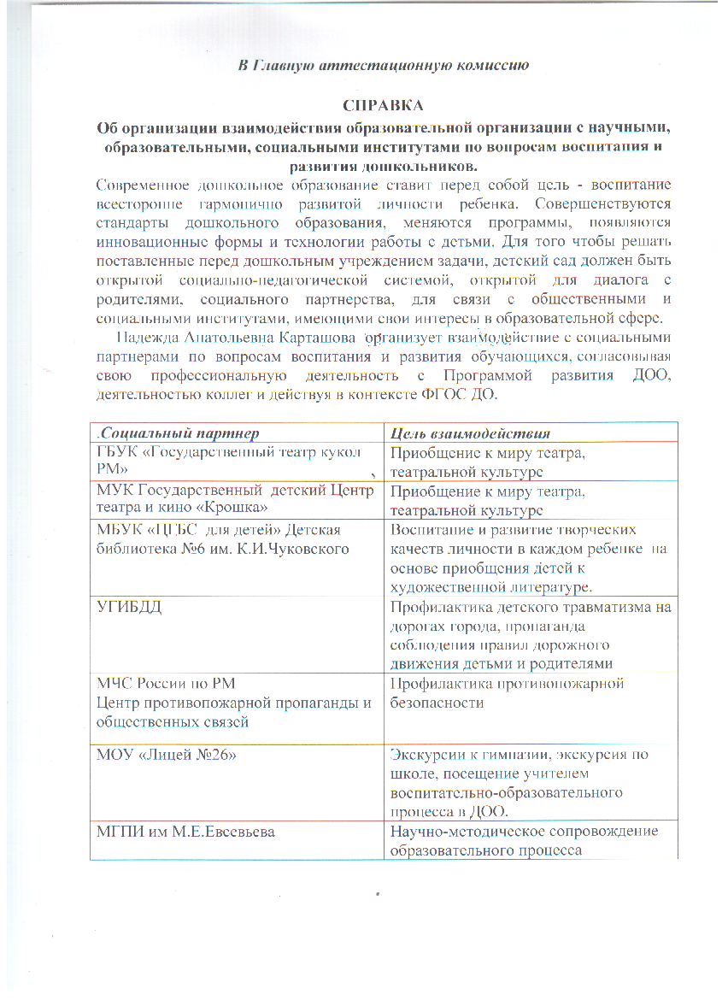 В Главную аттестационную комиссию
СПРАВКА
Об организации взаимодействия образовательной организации с научными,
образовательными, социальными институтами по вопросам воспитания и
развития дошкольников.
Современное дошкольное образование ставит перед собой цель - воспитание
всесторонне гармонично развитой личности ребенка. Совершенствуются
стандарты дошкольного образования, меняются программы, появляются
инновационные формы и технологии работы с детьми. Для того чтобы решать
поставленные перед дошкольным учреждением задачи, детский сад должен быть
открытой социально-педагогической системой, открытой для диалога с
родителями, социального партнерства, для связи с общественными и
социальными институтами, имеющими свои интересы в образовательной сфере.
Надежда Анатольевна Карташова организует взаимодействие с социальными
партнерами по вопросам воспитания и развития обучающихся, согласовывая
свою профессиональную деятельность с Программой развития ДОО,
деятельностью коллег и действуя в контексте ФГОС ДО.
.Социальный партнер
Цель взаимодействия
ГБУК «Государственный театр кукол
РМ» ,
Приобщение к миру театра,
театральной культуре
МУК Государственный детский Центр
театра и кино «Крошка»
Приобщение к миру театра,
театральной культуре
МБУК «ЦГБС для детей» Детская
библиотека №6 им. К.И.Чуковского
Воспитание и развитие творческих
качеств личности в каждом ребенке на
основе приобщения детей к
художественной литературе.
УГИБДД
Профилактика детского травматизма на
дорогах города, пропаганда
соблюдения правил дорожного
движения детьми и родителями
МЧС России по РМ
Центр противопожарной пропаганды и
общественных связей
Профилактика противопожарной
безопасности
МОУ «Лицей №26»
Экскурсии к гимназии, экскурсия по
школе, посещение учителем
воспитательно-образовательного
процесса в ДОО.
МГПИ им М.Е.Евсевьева
Научно-методическое сопровождение
образовательного процесса